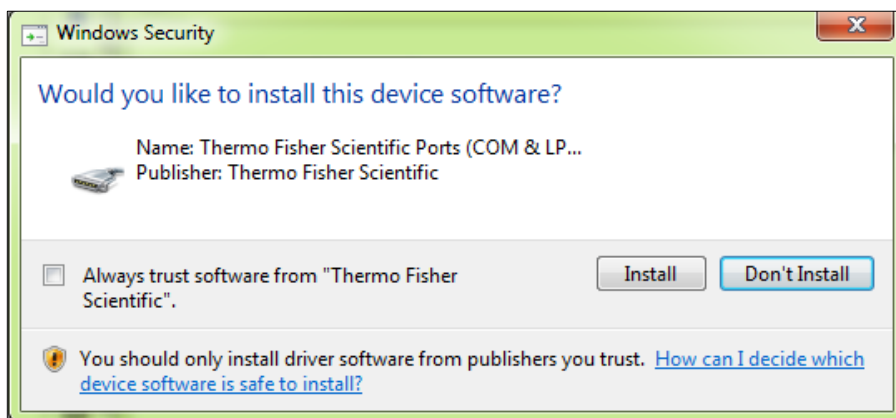 Windows Security
Would you like to install this device software?
Name: Thermo Fisher Scientific Ports (COM & LP...
Publisher: Thermo Fisher Scientific
Always trust software from "Thermo Fisher
Scientific".
Install
Don't Install
You should only install driver software from publishers you trust. How can I decide which
device software is safe to install?